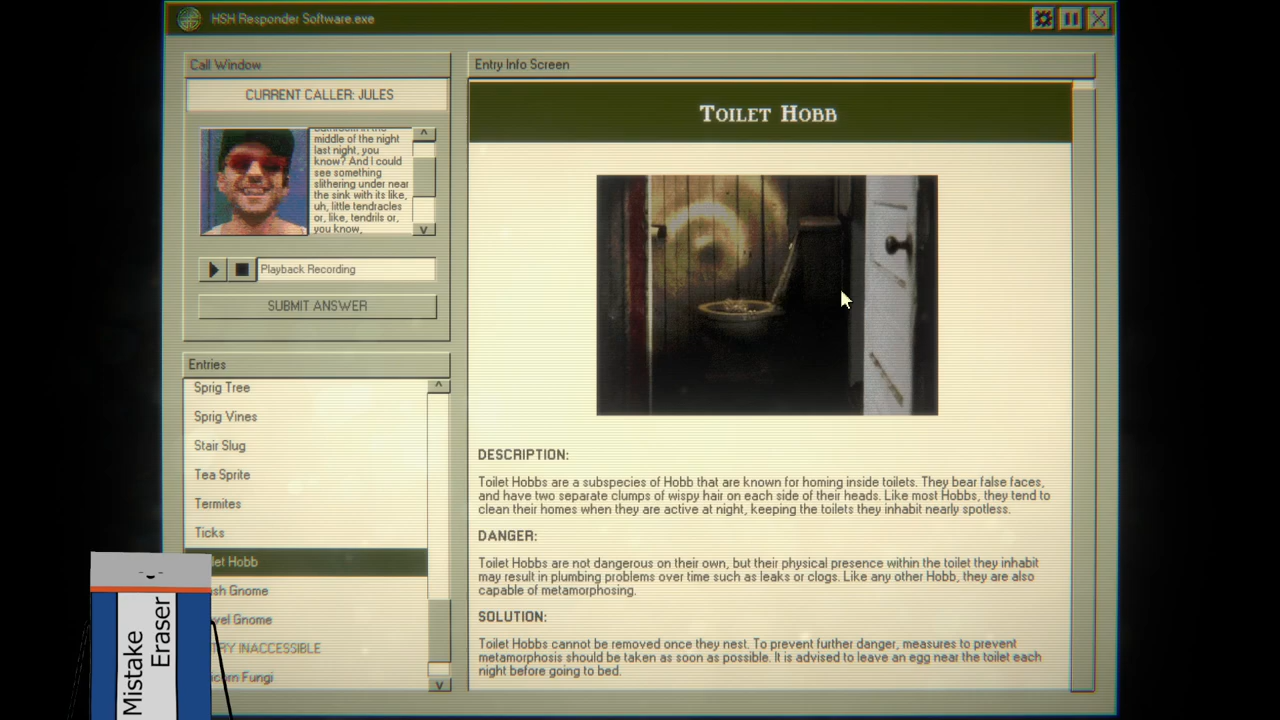 HSH Responder Software.exe
Call Window
CURRENT CALLER: JULES
middle of the night
last night, you
know? And I could
see something
slithering under near
the sink with its like,
uh, little tendracles
or, like, tendrils or,
you know,
Playback Recording
SUBMIT ANSWER
Entries
Sprig Tree
Sprig Vines
Stair Slug
Tea Sprite
Termites
Ticks
let Hobb
sh Gnome
vel Gnome
TRY INACCESSIBLE
corn Fungi
Mistake
Eraser
Entry Info Screen
Toilet Hobb
DESCRIPTION:
Toilet Hobbs are a subspecies of Hobb that are known for homing inside toilets. They bear false faces,
and have two separate clumps of wispy hair on each side of their heads. Like most Hobbs, they tend to
clean their homes when they are active at night, keeping the toilets they inhabit nearly spotless.
DANGER:
Toilet Hobbs are not dangerous on their own, but their physical presence within the toilet they inhabit
may result in plumbing problems over time such as leaks or clogs. Like any other Hobb, they are also
capable of metamorphosing.
SOLUTION:
Toilet Hobbs cannot be removed once they nest. To prevent further danger, measures to prevent
metamorphosis should be taken as soon as possible. It is advised to leave an egg near the toilet each
night before going to bed.